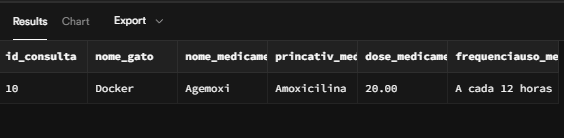 Results Chart Export
id_consulta nome_gato nome_medicame princativ_med dose_medicame frequenciauso_me
10 Docker Agemoxi Amoxicilina 20.00 A cada 12 horas